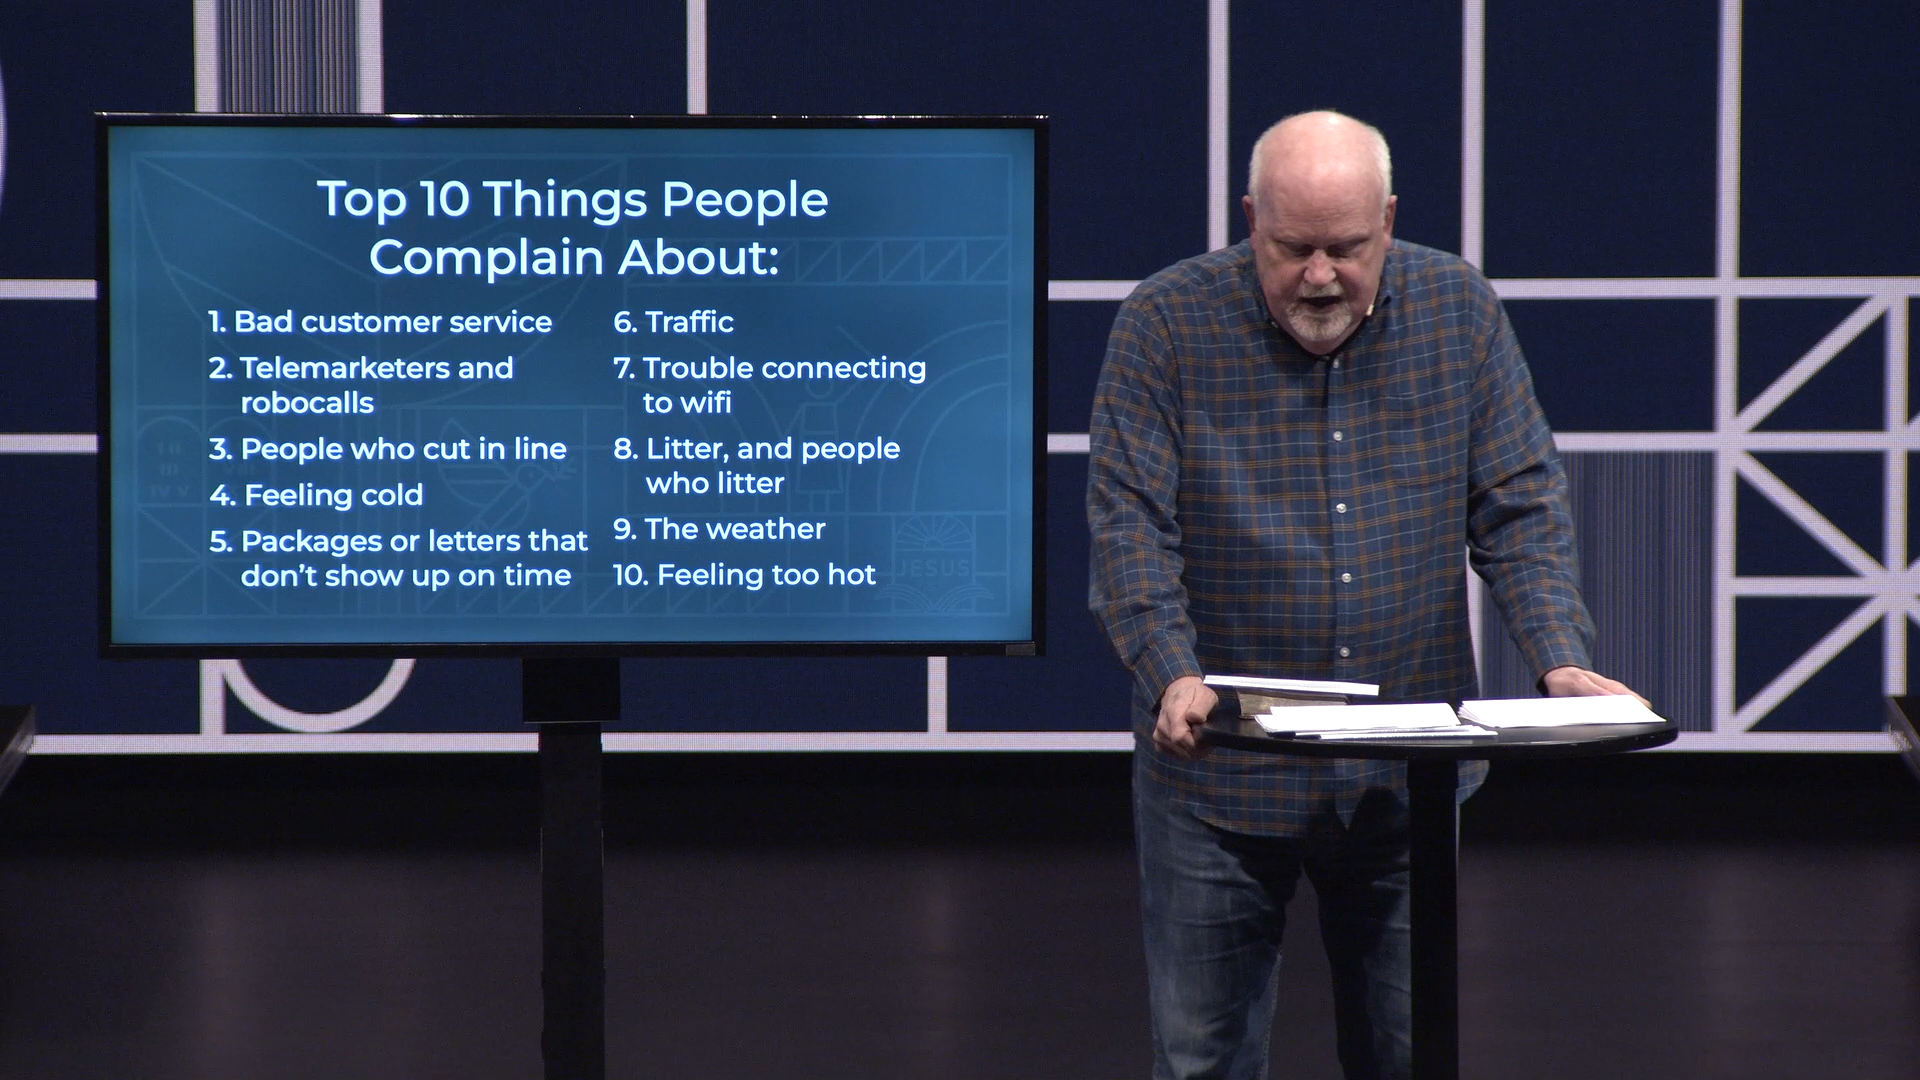 Top 10 Things People
Complain About:
1. Bad customer service
2. Telemarketers and
robocalls
3. People who cut in line
4. Feeling cold
5. Packages or letters that
don't show up on time
6. Traffic
7. Trouble connecting
to wifi
8. Litter, and people
who litter
9. The weather
10. Feeling too hot
JESUS